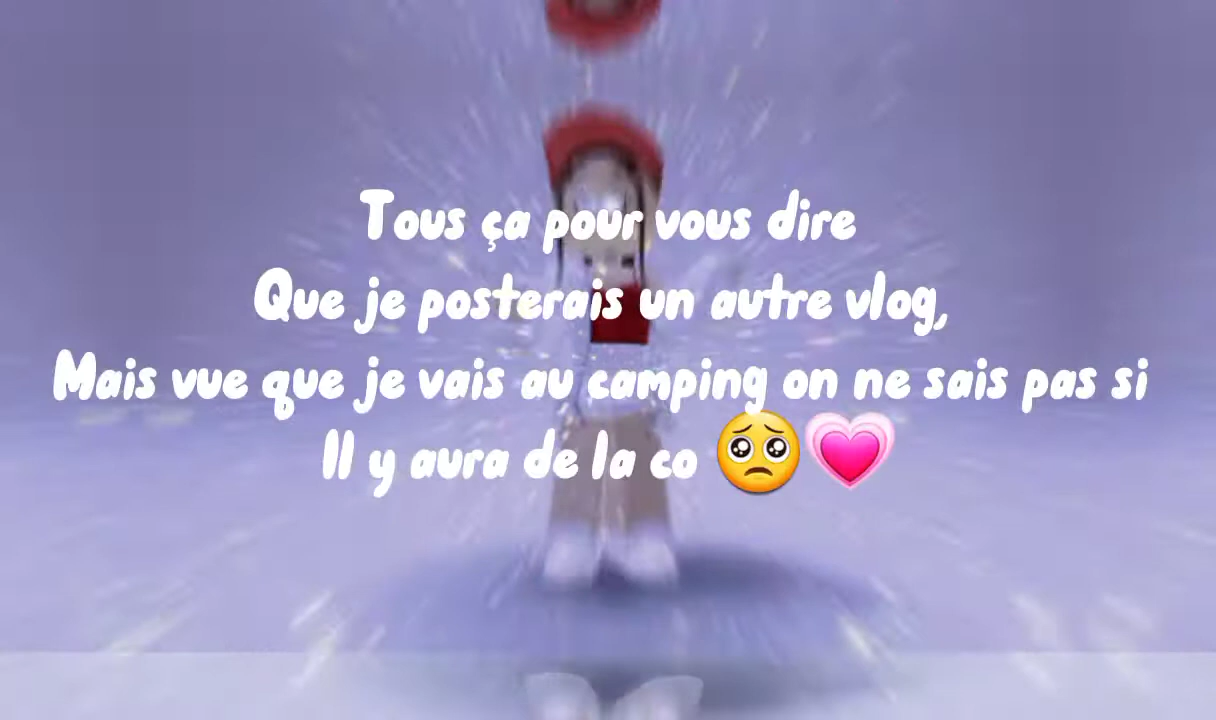 Tous ça pour vous dire
Que je posterais un autre vlog,
Mais vue que je vais au camping on ne sais pas si
Il y aura de la co 🥺💗